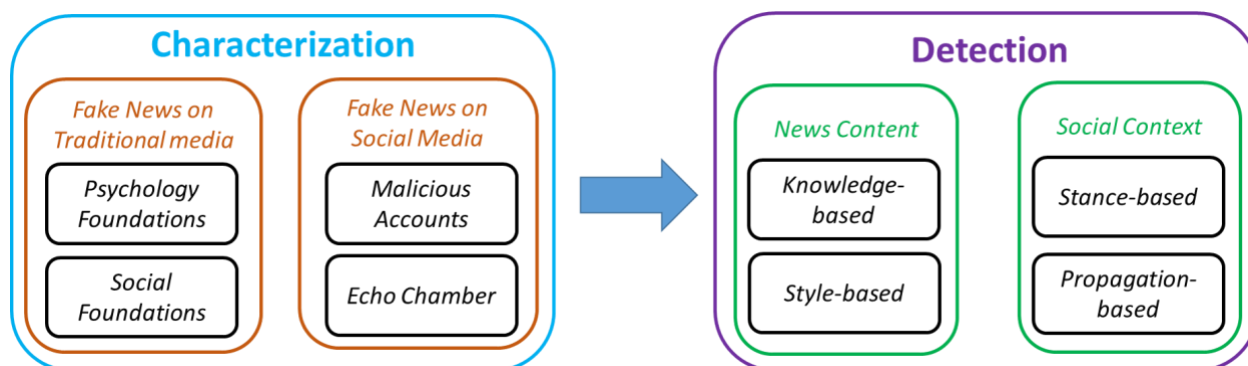 Characterization
Fake News on
Traditional media
Psychology
Foundations
Social
Foundations
Fake News on
Social Media
Malicious
Accounts
Echo Chamber
Detection
News Content
Knowledge-
based
Style-based
Social Context
Stance-based
Propagation-
based